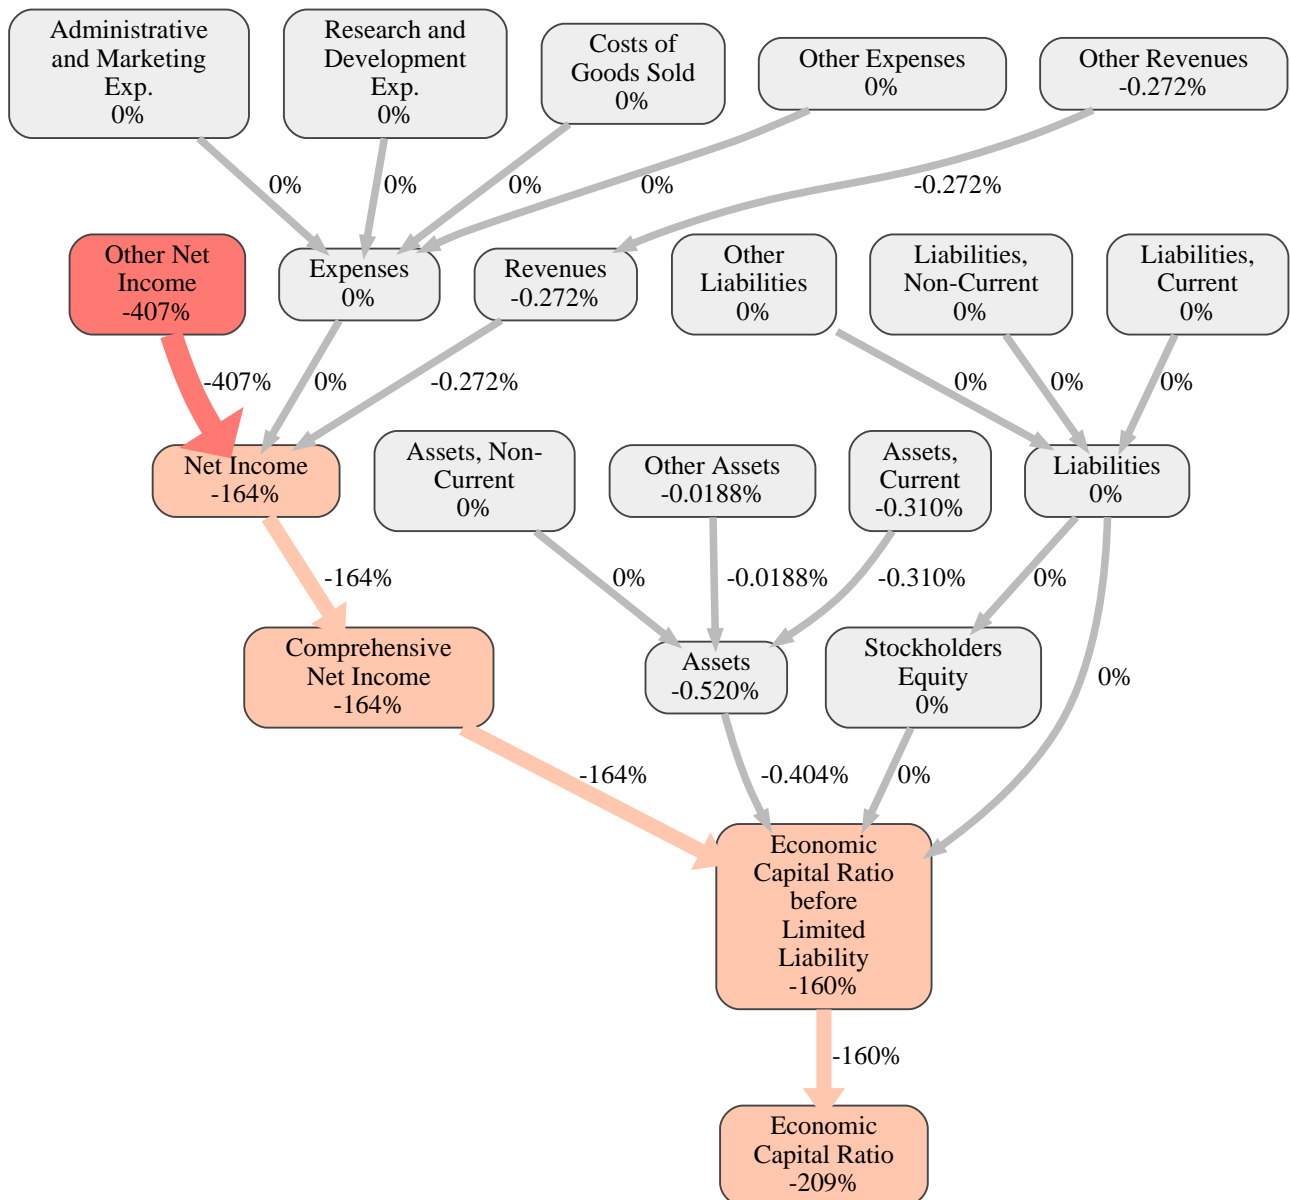 Administrative
and Marketing
Exp.
0%
Research and
Development
Exp.
0%
Costs of
Goods Sold
0%
Other Expenses
0%
Other Revenues
-0.272%
0%
0%
0%
0%
-0.272%
Other Net
Income
-407%
Expenses
0%
Revenues
-0.272%
Other
Liabilities
0%
Liabilities,
Non-Current
0%
Liabilities,
Current
0%
-407%
0%
-0.272%
0%
0%
0%
Net Income
-164%
Assets, Non-
Current
0%
Other Assets
-0.0188%
Assets,
Current
-0.310%
Liabilities
0%
-164%
0%
-0.0188%
-0.310%
0%
Comprehensive
Net Income
-164%
Assets
-0.520%
Stockholders
Equity
0%
0%
-164%
-0.404%
0%
Economic
Capital Ratio
before
Limited
Liability
-160%
-160%
Economic
Capital Ratio
-209%